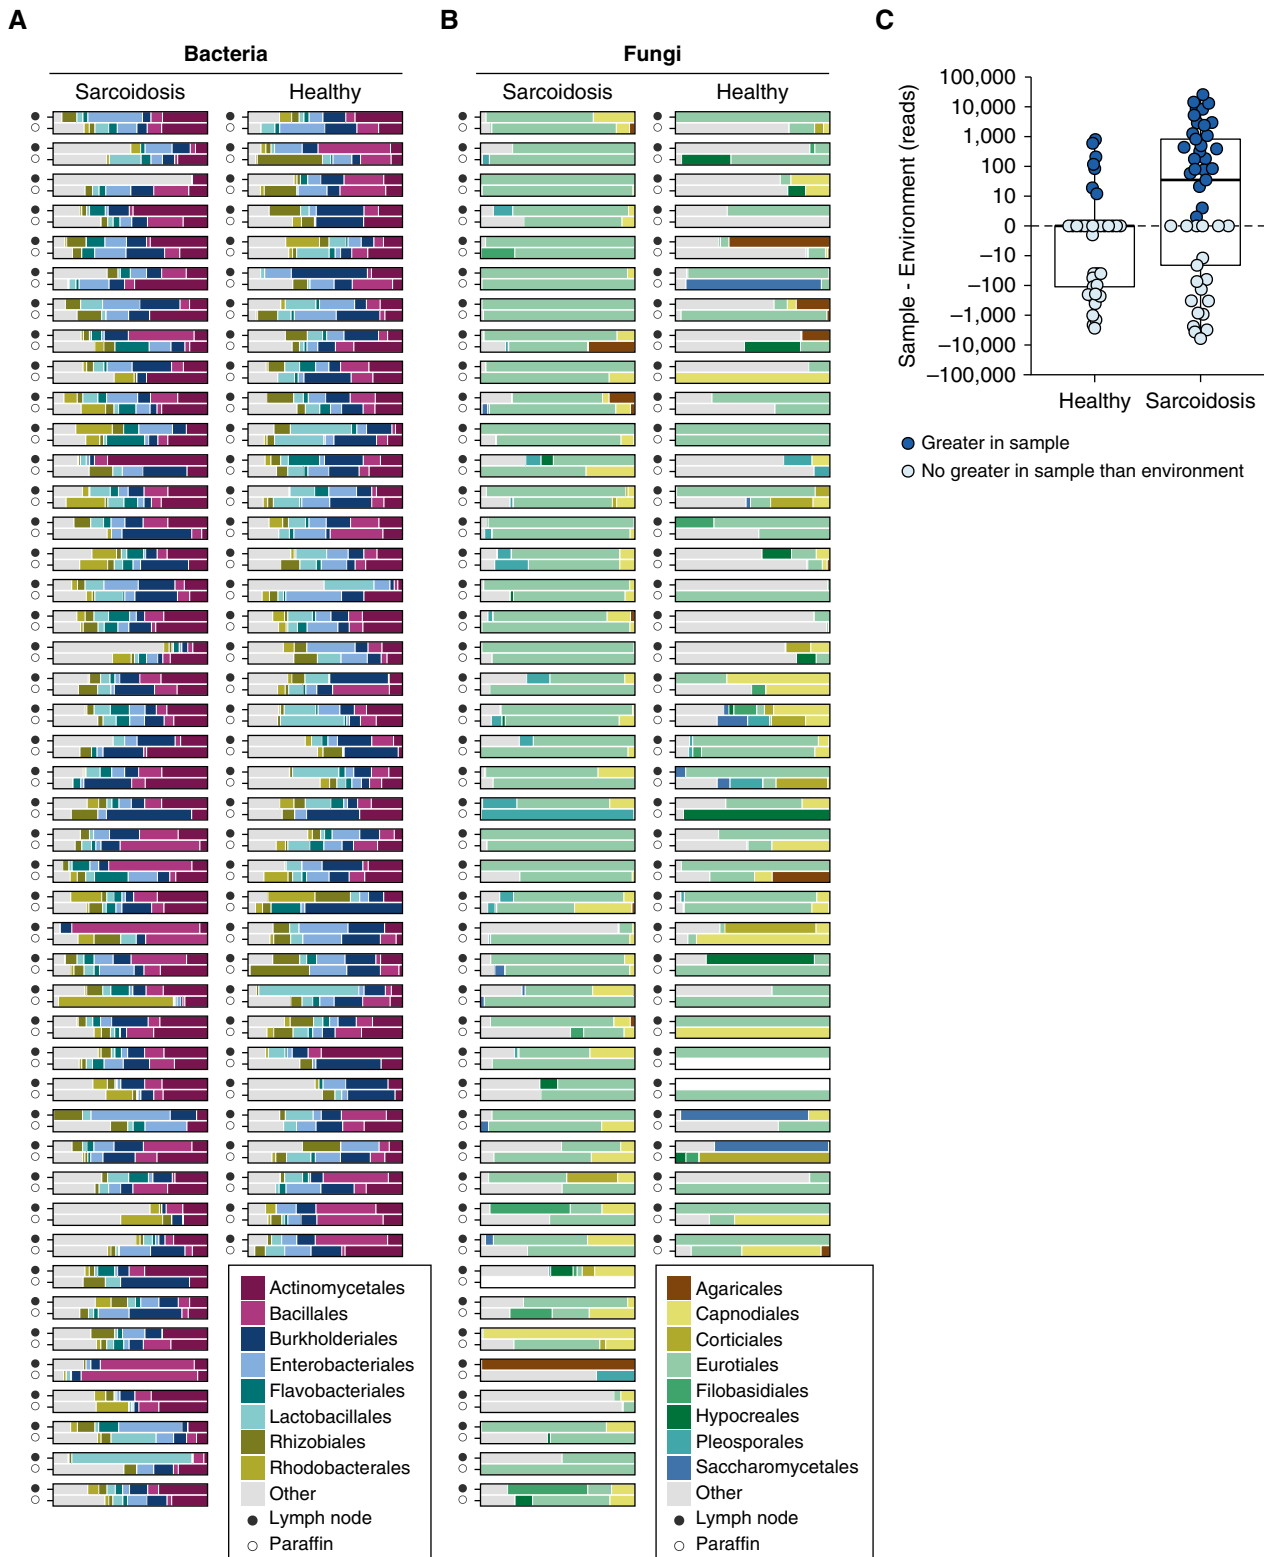 A
B
C
Bacteria
Sarcoidosis
Healthy
Fungi
Sarcoidosis
Healthy
Actinomycetales
Bacillales
Burkholderiales
Enterobacteriales
Flavobacteriales
Lactobacillales
Rhizobiales
Rhodobacterales
Other
Lymph node
Paraffin
Agaricales
Capnodiales
Corticiales
Eurotiales
Filobasidiales
Hypocreales
Pleosporales
Saccharomycetales
Other
Lymph node
Paraffin
Sample - Environment (reads)
100,000
10,000
1,000
100
10
0
–10
–100
–1,000
–10,000
–100,000
Healthy
Sarcoidosis
Greater in sample
No greater in sample than environment